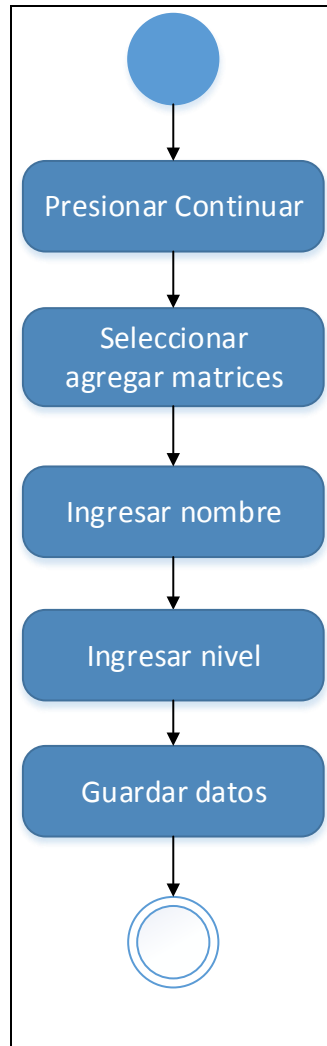 Presionar Continuar
Seleccionar
agregar matrices
Ingresar nombre
Ingresar nivel
Guardar datos